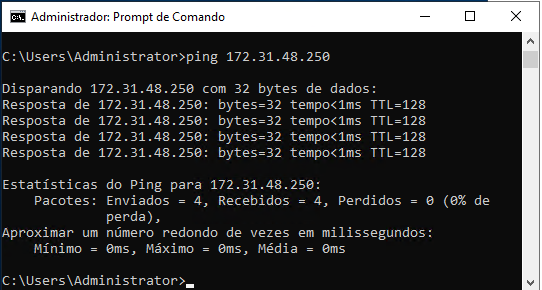 Administrador: Prompt de Comando
C:\Users\Administrator>ping 172.31.48.250
Disparando 172.31.48.250 com 32 bytes de dados:
Resposta de 172.31.48.250: bytes=32 tempo<1ms TTL=128
Resposta de 172.31.48.250: bytes=32 tempo<1ms TTL=128
Resposta de 172.31.48.250: bytes=32 tempo<1ms TTL=128
Resposta de 172.31.48.250: bytes=32 tempo<1ms TTL=128
Estatísticas do Ping para 172.31.48.250:
Pacotes: Enviados = 4, Recebidos = 4, Perdidos = 0 (0% de
perda),
Aproximar um número redondo de vezes em milissegundos:
Mínimo = 0ms, Máximo = 0ms, Média = 0ms
C:\Users\Administrator>